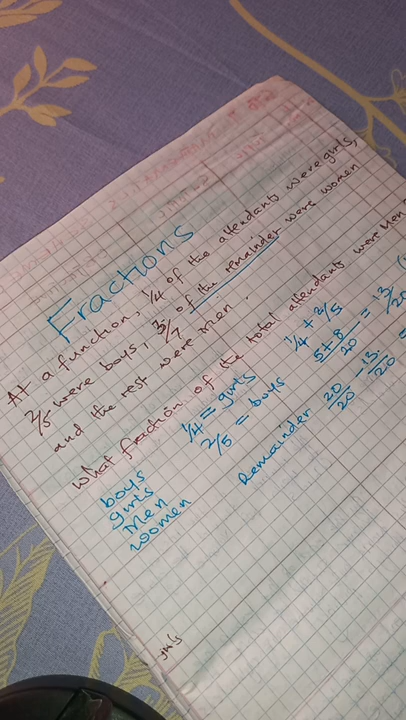 Fractions
At a function, 1/4 of the attendants were girls,
2/5 were boys, 3/7 of the remainder were women
and the rest were men.
What fraction of the total attendants were Men
1/4 = girls
2/5 = boys
1/4 + 2/5
5+8/20 = 13/20
Remainder 20/20 - 13/20 =
boys
girls
Men
women